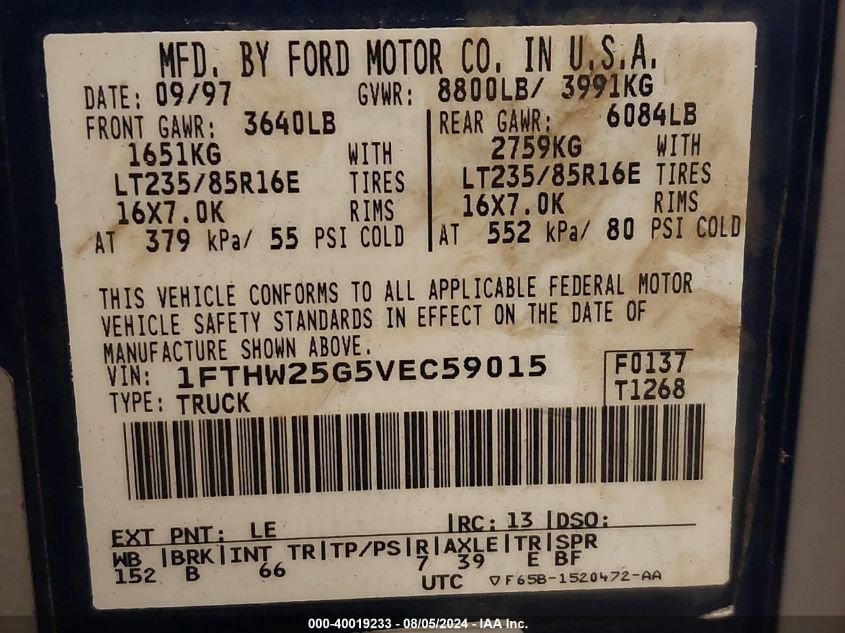 MFD. BY FORD MOTOR CO. IN U.S.A.
DATE: 09/97 GVWR: 8800LB/ 3991KG
FRONT GAWR: 3640LB REAR GAWR: 6084LB
1651KG WITH 2759KG WITH
LT235/85R16E TIRES LT235/85R16E TIRES
16X7.0K RIMS 16X7.0K RIMS
AT 379 kPa/ 55 PSI COLD AT 552 kPa/ 80 PSI COLD
THIS VEHICLE CONFORMS TO ALL APPLICABLE FEDERAL MOTOR
VEHICLE SAFETY STANDARDS IN EFFECT ON THE DATE OF
MANUFACTURE SHOWN ABOVE.
VIN: 1FTHW25G5VEC59015 F0137
TYPE: TRUCK T1268
EXT PNT: LE |RC: 13 |DSO:
WB |BRK|INT TR|TP/PS|R|AXLE|TR|SPR
152 B 66 7 39 E BF
UTC ▽F65B-1520472-AA
000-40019233 - 08/05/2024 - IAAI Inc.